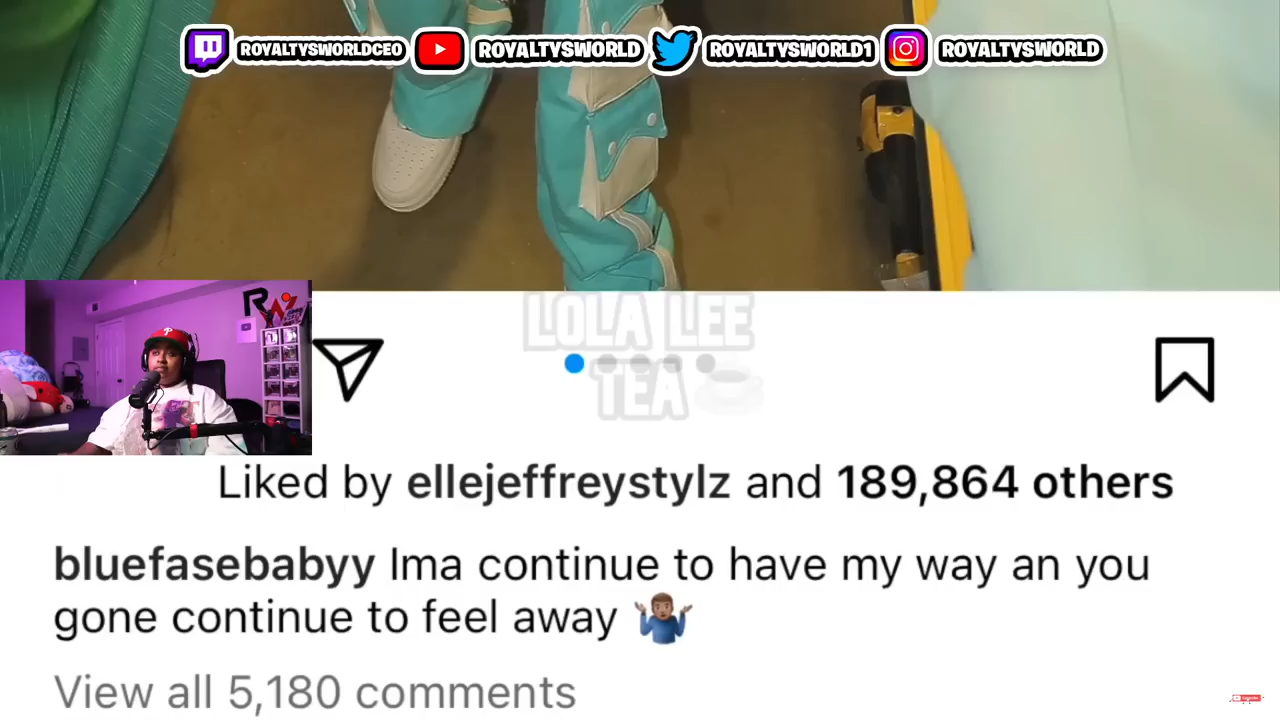 ROYALTYSWORLDCEO ROYALTYSWORLD ROYALTYSWORLD1 ROYALTYSWORLD
LOLA LEE
TEA
Liked by ellejeffreystylz and 189,864 others
bluefasebabyy Ima continue to have my way an you
gone continue to feel away 🤷🏽‍♂️
View all 5,180 comments